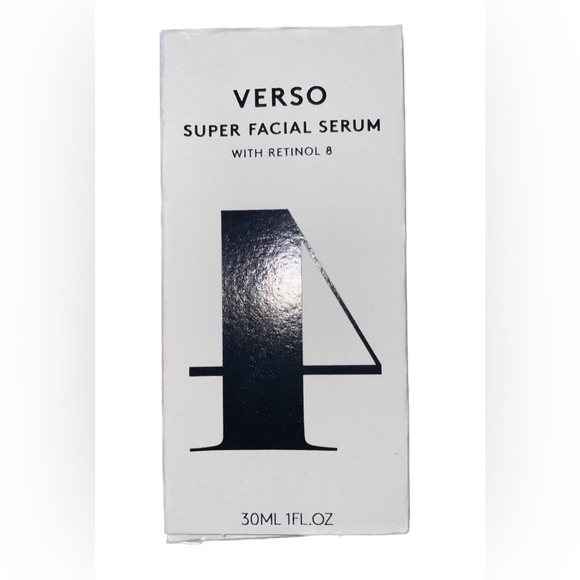 VERSO
SUPER FACIAL SERUM
WITH RETINOL 8
4
30ML 1FL.OZ